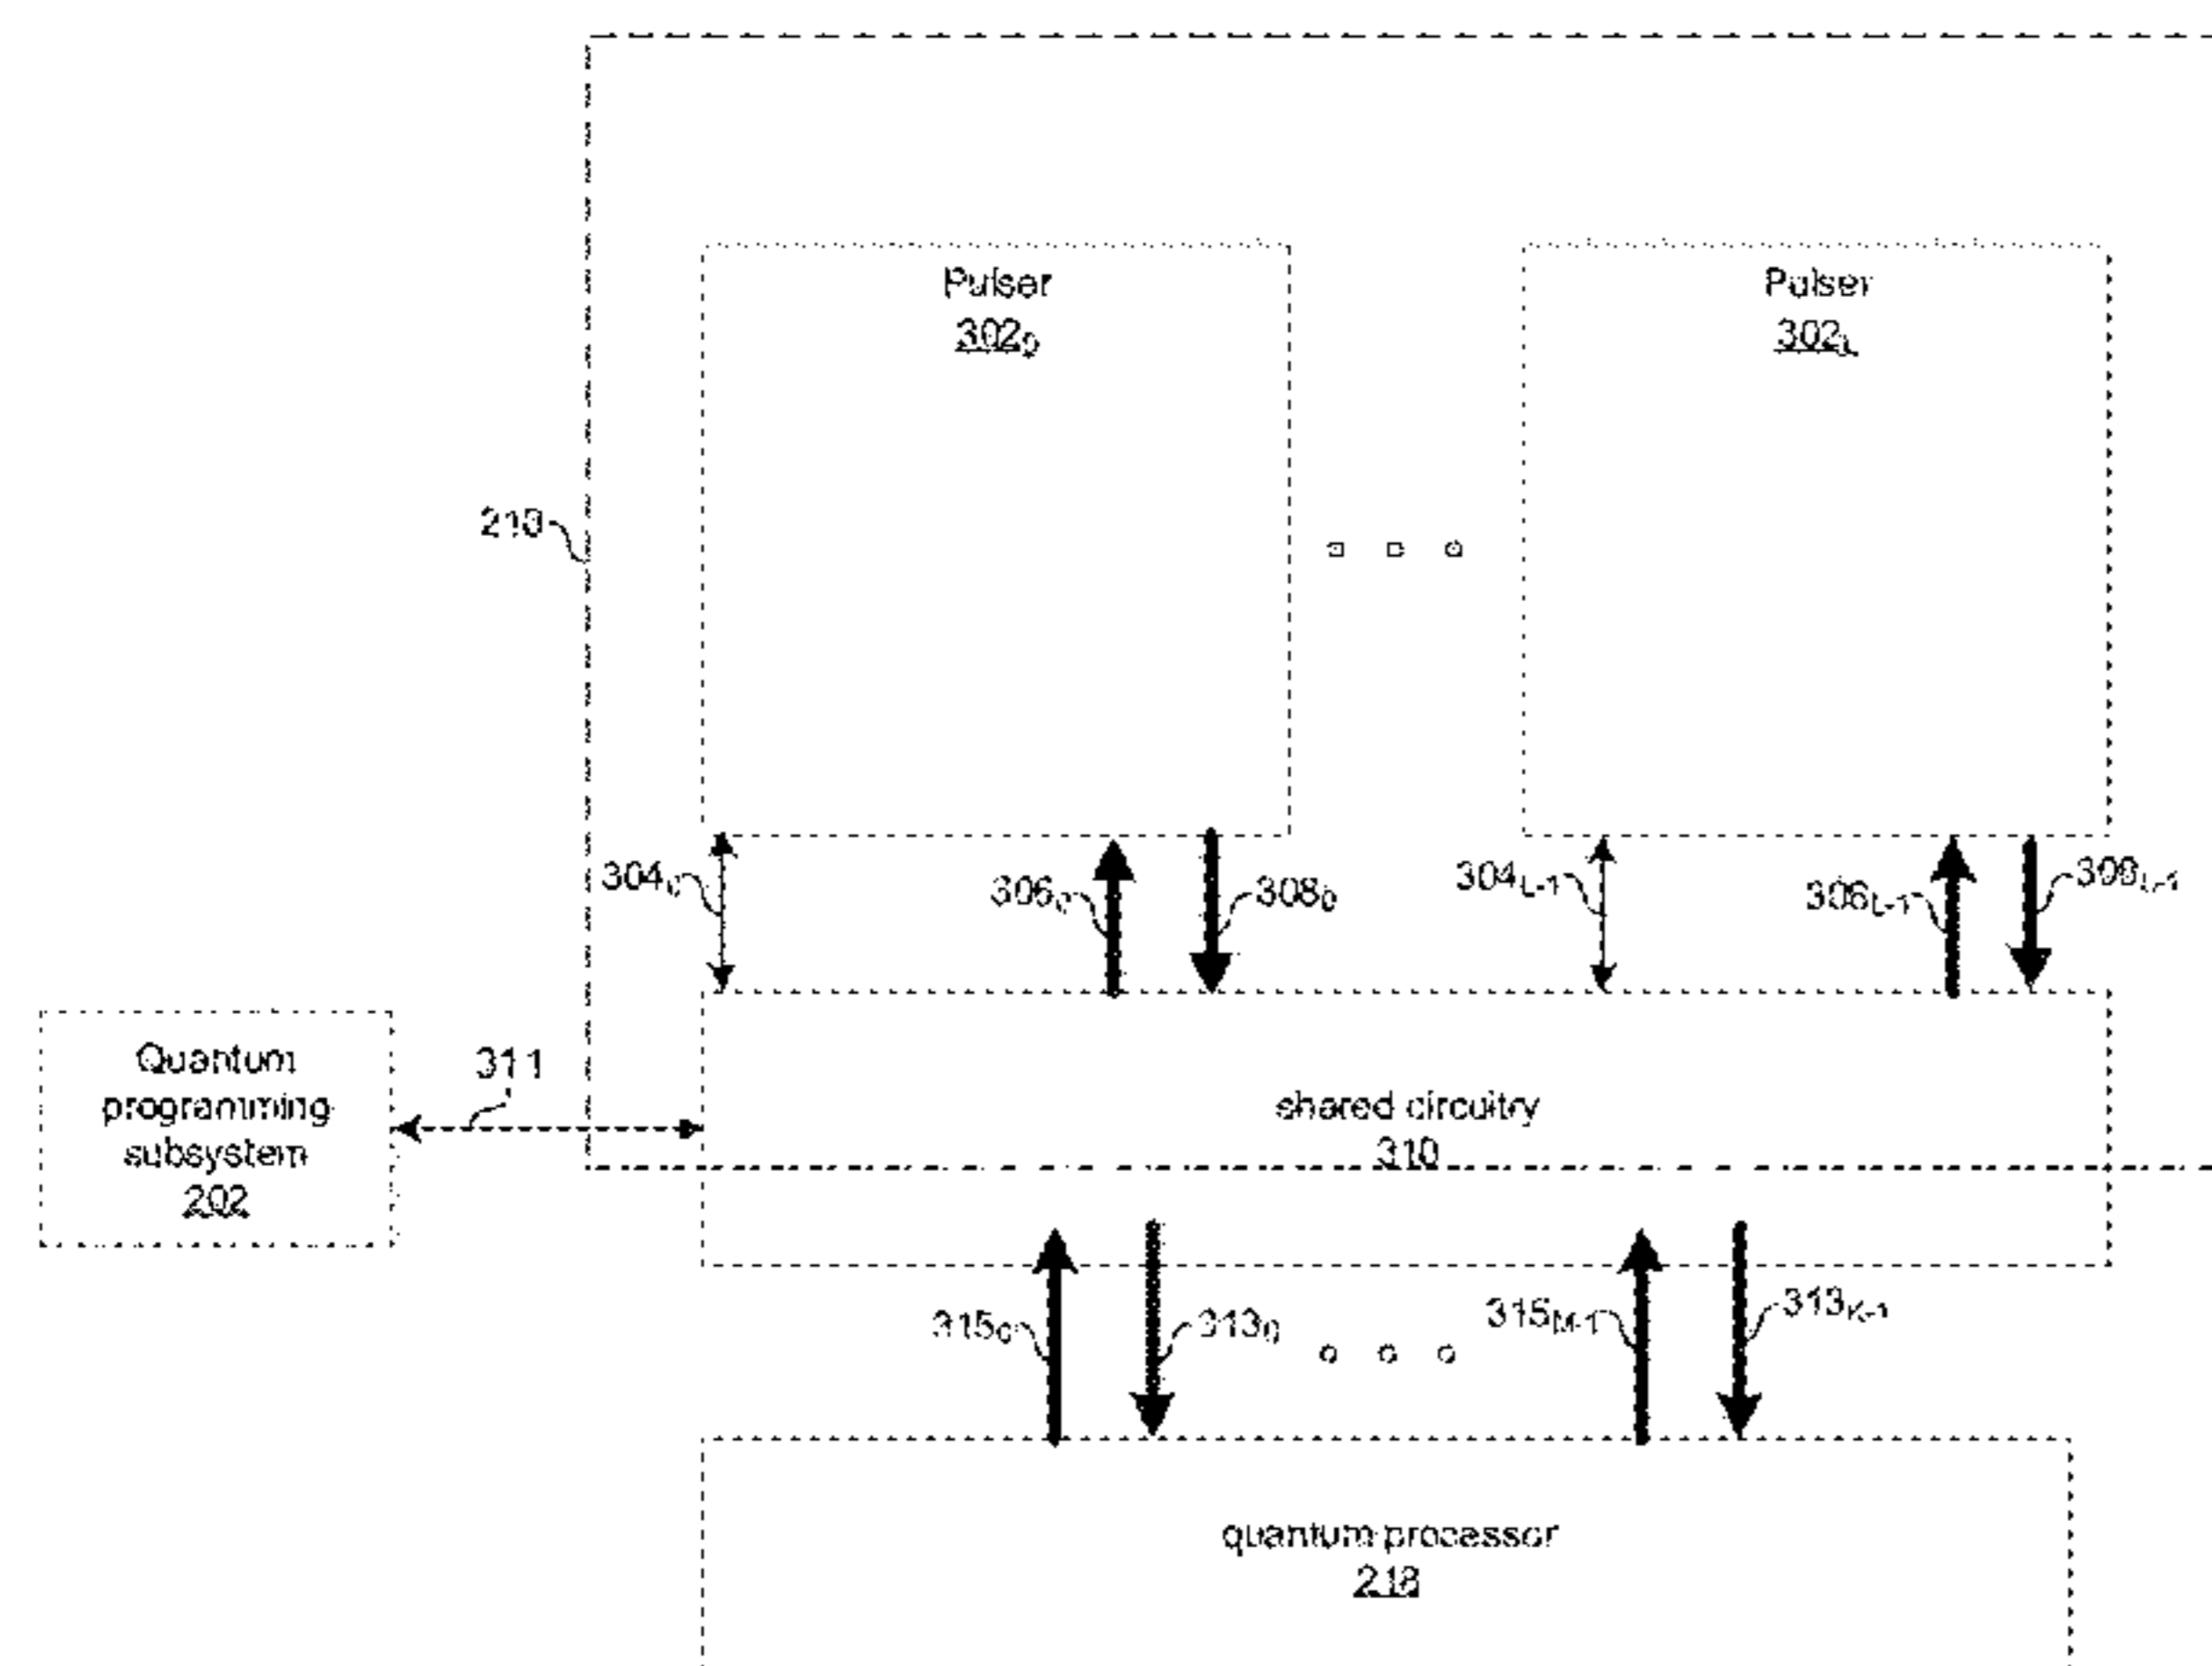 Pulser
302₀
Pulser
302L
210
304₀
306₀
308₀
304L-1
306L-1
308L-1
Quantum
programming
subsystem
202
311
shared circuitry
310
315₀
313₀
315M-1
313K-1
quantum processor
218